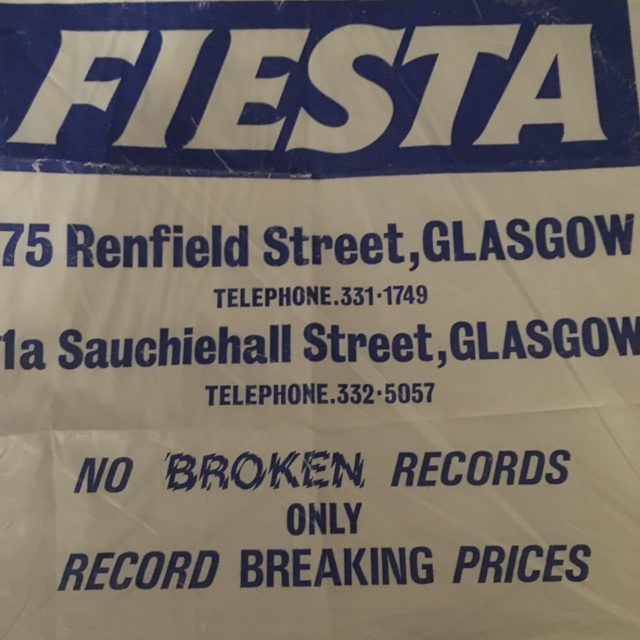 FIESTA
75 Renfield Street, GLASGOW
TELEPHONE.331·1749
1a Sauchiehall Street, GLASGOW
TELEPHONE.332·5057
NO BROKEN RECORDS
ONLY
RECORD BREAKING PRICES